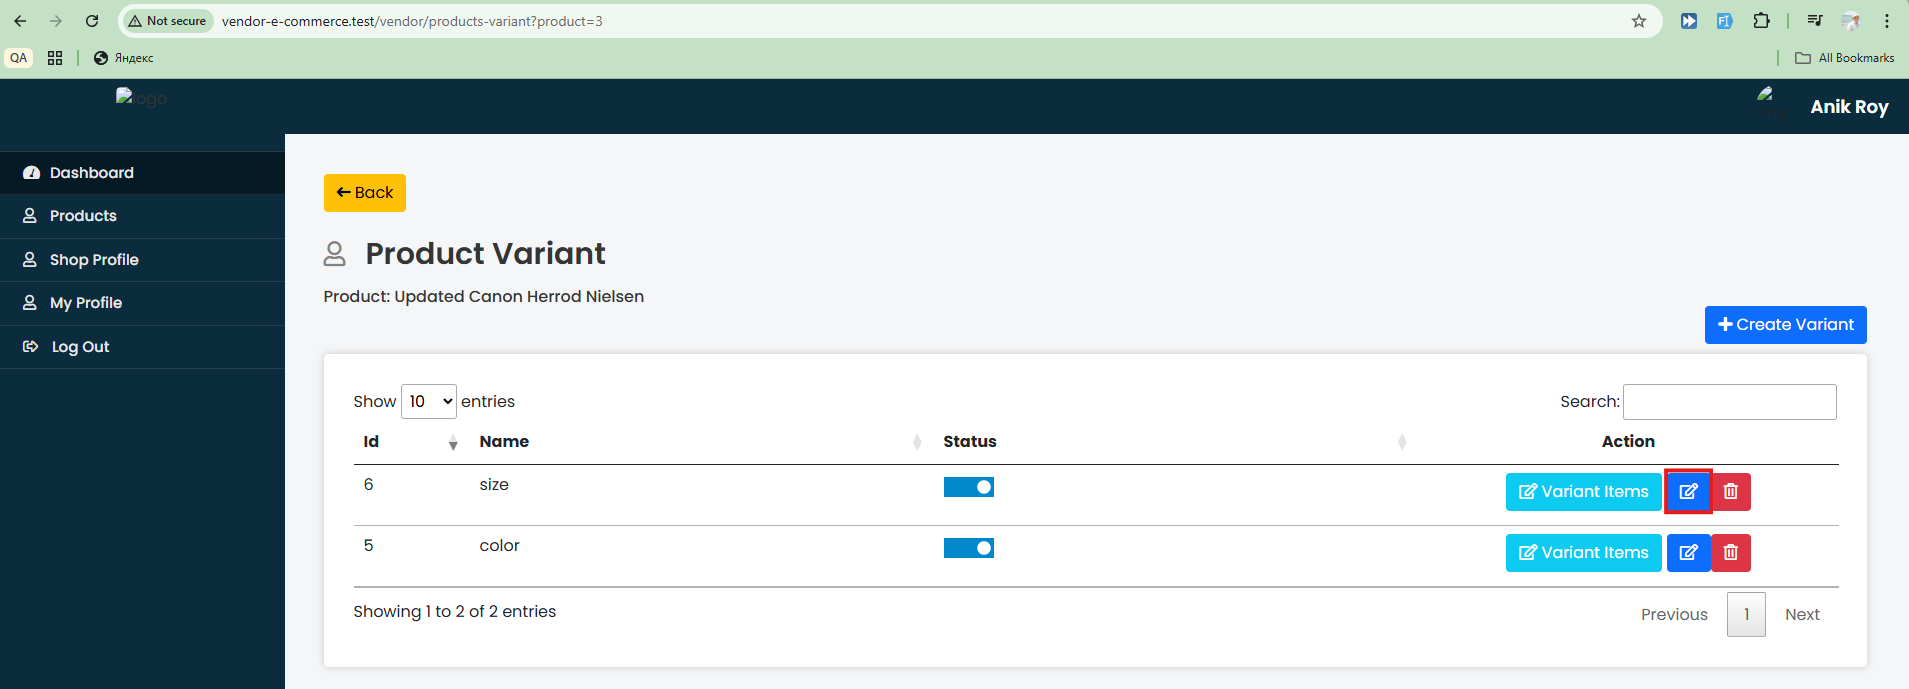 Not secure vendor-e-commerce.test/vendor/products-variant?product=3
QA Яндекс All Bookmarks
logo Anik Roy
Dashboard
Products
Shop Profile
My Profile
Log Out
Back
Product Variant
Product: Updated Canon Herrod Nielsen
Create Variant
Show 10 entries Search:
Id Name Status Action
6 size Variant Items
5 color Variant Items
Showing 1 to 2 of 2 entries Previous 1 Next